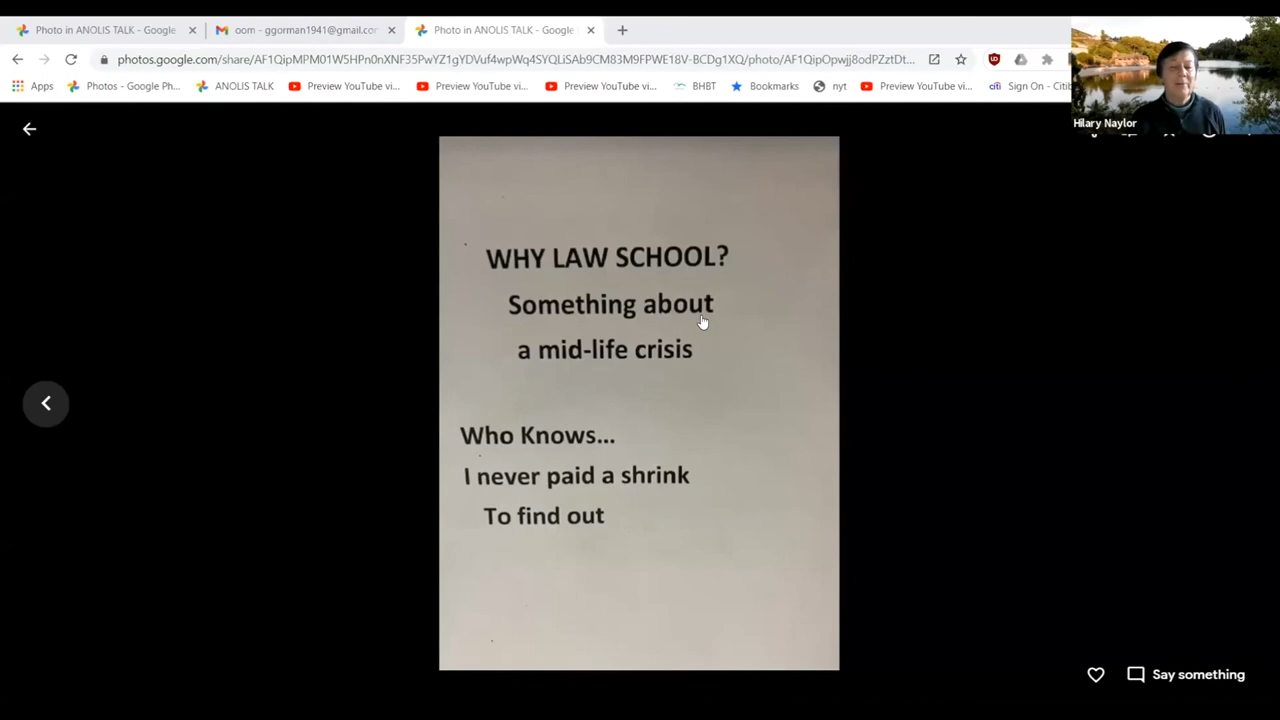 Photo in ANOLIS TALK - Google
oom - ggorman1941@gmail.co
Photo in ANOLIS TALK - Google
photos.google.com/share/AF1QipMPM01W5HPn0nXNF35PwYZ1gYDVuf4wpWq4SYQLiSAb9CM83M9FPWE18V-BCDg1XQ/photo/AF1QipOpwjj8odPZztDt...
Apps
Photos - Google Ph...
ANOLIS TALK
Preview YouTube vi...
Preview YouTube vi...
Preview YouTube vi...
BHBT
Bookmarks
nyt
Preview YouTube vi...
citi Sign On - Citib
Hilary Naylor
WHY LAW SCHOOL?
Something about
a mid-life crisis
Who Knows...
I never paid a shrink
To find out
Say something